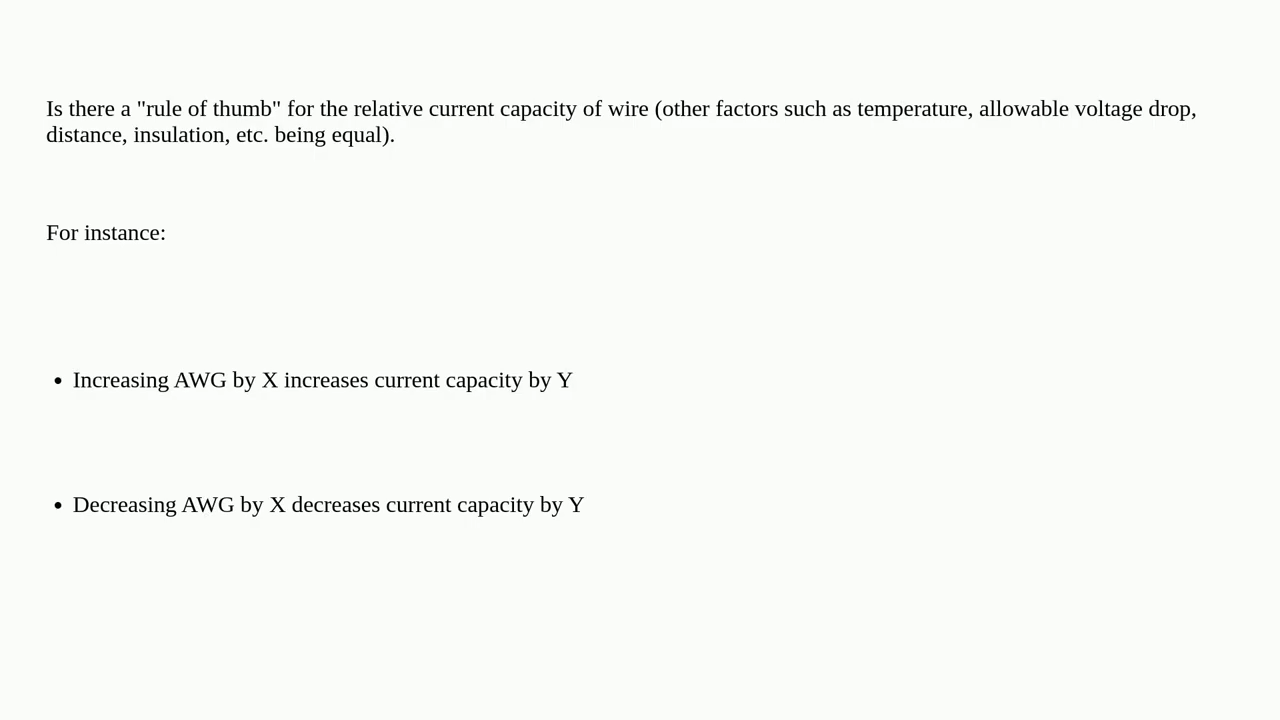 Is there a "rule of thumb" for the relative current capacity of wire (other factors such as temperature, allowable voltage drop,
distance, insulation, etc. being equal).
For instance:
• Increasing AWG by X increases current capacity by Y
• Decreasing AWG by X decreases current capacity by Y